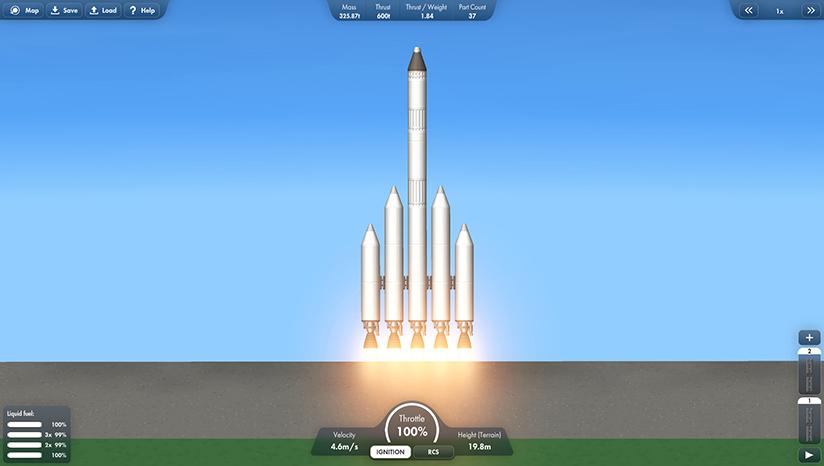 Map Save Load Help
Mass Thrust Thrust / Weight Part Count
325.87t 600t 1.84 37
1x
2
1
Liquid fuel:
100%
3x 99%
2x 99%
100%
Throttle
100%
Velocity Height (Terrain)
4.6m/s 19.8m
IGNITION RCS